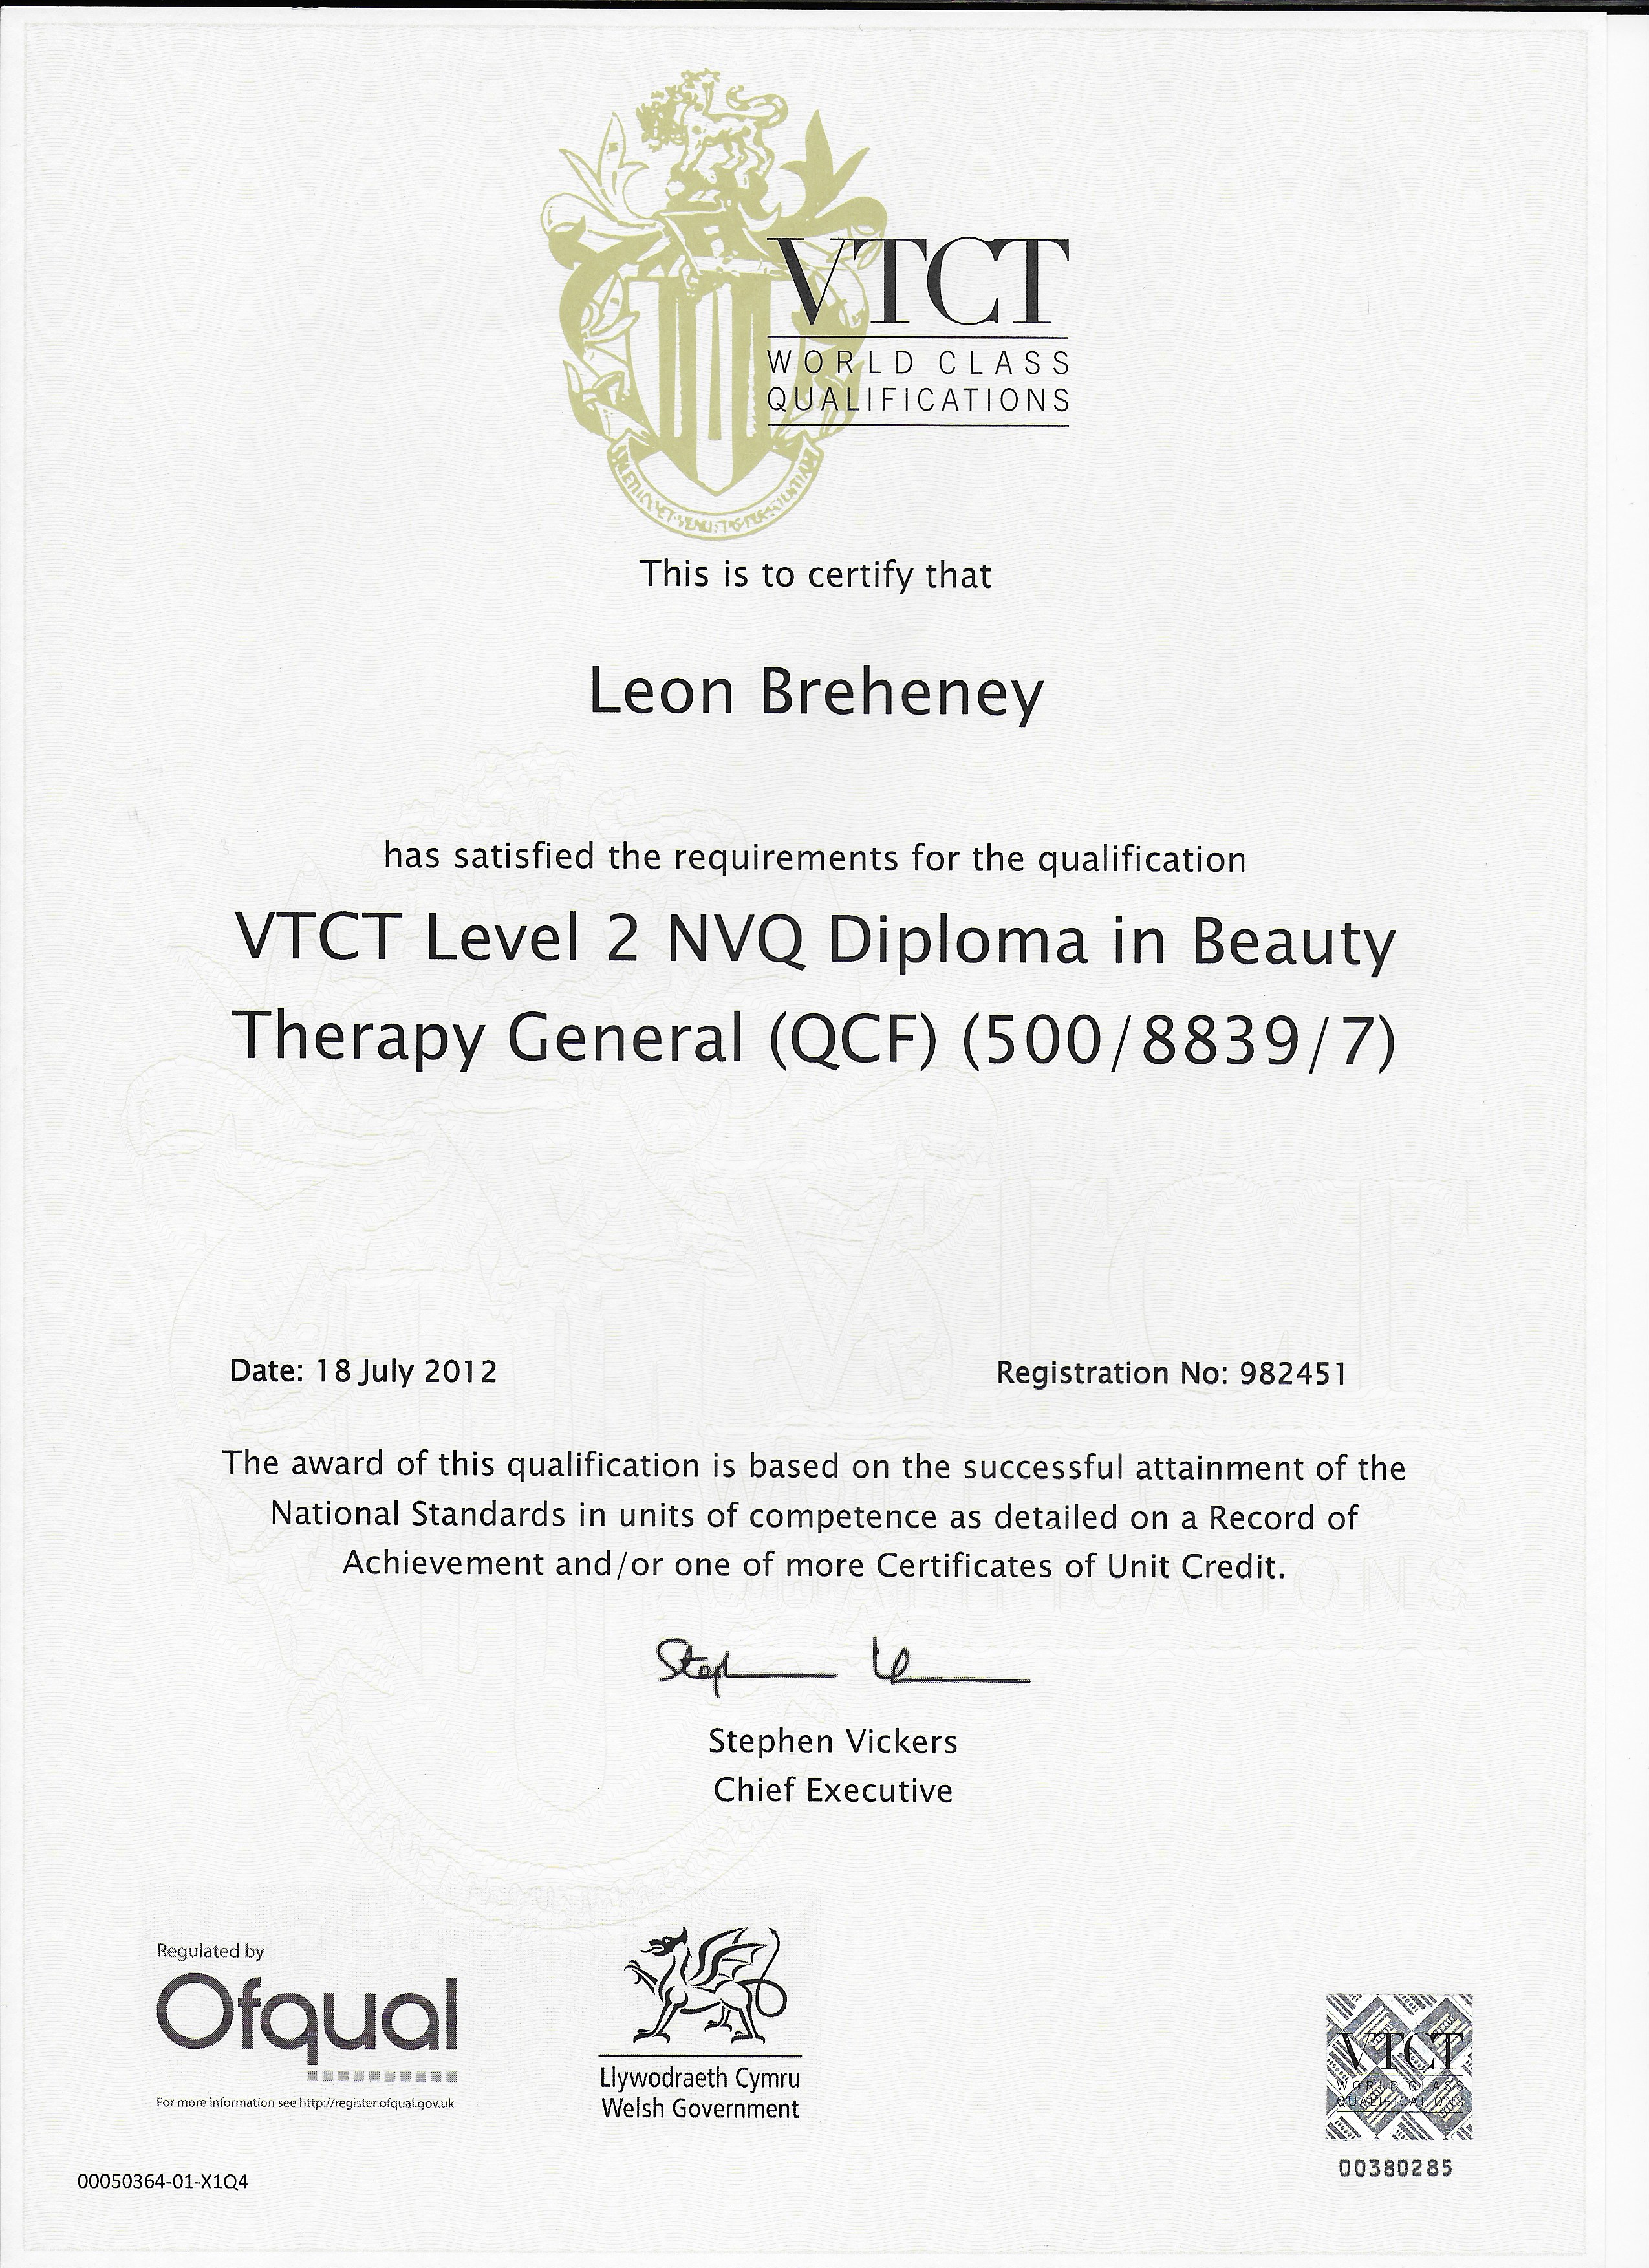 VTCT
WORLD CLASS
QUALIFICATIONS
This is to certify that
Leon Breheney
has satisfied the requirements for the qualification
VTCT Level 2 NVQ Diploma in Beauty
Therapy General (QCF) (500/8839/7)
Date: 18 July 2012
Registration No: 982451
The award of this qualification is based on the successful attainment of the
National Standards in units of competence as detailed on a Record of
Achievement and/or one of more Certificates of Unit Credit.
Stephen Vickers
Chief Executive
Regulated by
Ofqual
For more information see http://register.ofqual.gov.uk
Llywodraeth Cymru
Welsh Government
VTCT
WORLD CLASS
QUALIFICATIONS
00380285
00050364-01-X1Q4